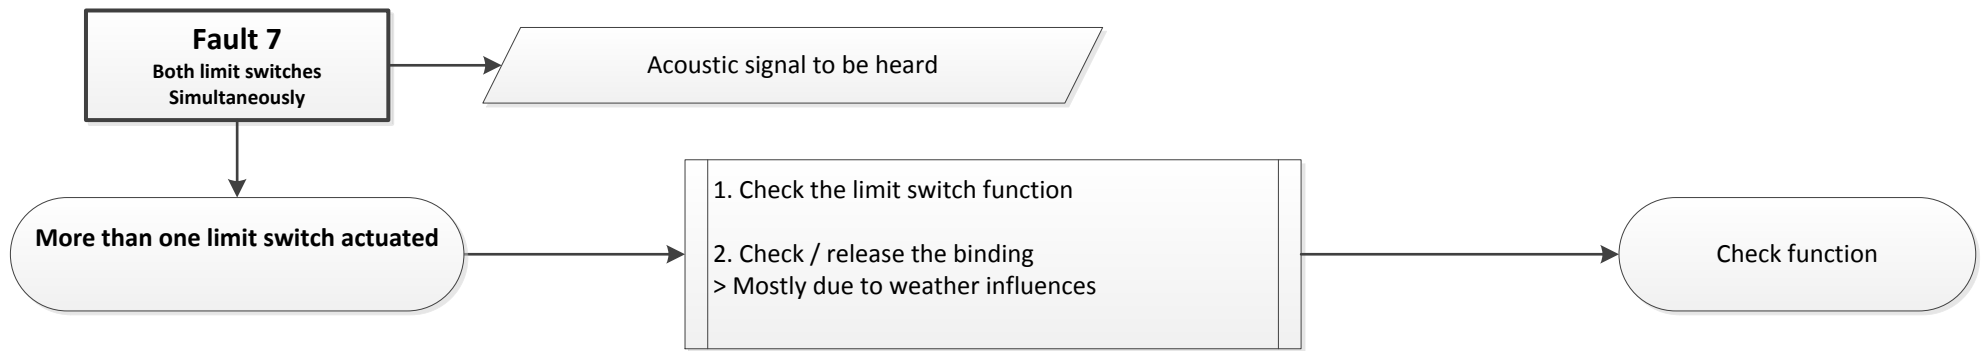 Fault 7
Both limit switches
Simultaneously
Acoustic signal to be heard
More than one limit switch actuated
1. Check the limit switch function
2. Check / release the binding
> Mostly due to weather influences
Check function